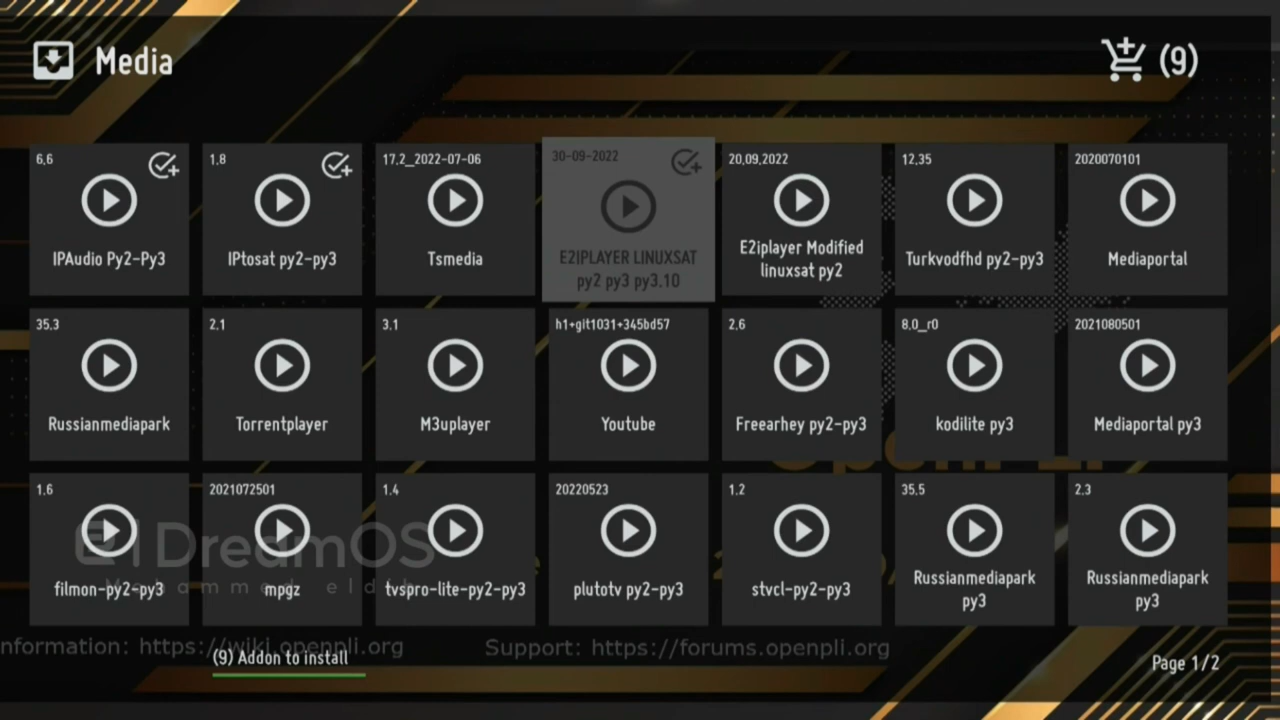 Media
(9)
6.6
IPAudio Py2-Py3
1.8
IPtosat py2-py3
17.2_2022-07-06
Tsmedia
30-09-2022
E2IPLAYER LINUXSAT
py2 py3 py3.10
20.09.2022
E2iplayer Modified
linuxsat py2
12.35
Turkvodfhd py2-py3
2020070101
Mediaportal
35.3
Russianmediapark
2.1
Torrentplayer
3.1
M3uplayer
h1+git1031+345bd57
Youtube
2.6
Freearhey py2-py3
8.0_r0
kodilite py3
2021080501
Mediaportal py3
1.6
filmon-py2-py3
2021072501
mpgz
1.4
tvspro-lite-py2-py3
20220523
plutotv py2-py3
1.2
stvcl-py2-py3
35.5
Russianmediapark
py3
2.3
Russianmediapark
py3
DreamOS
Mohammed eldib
nformation: https://wiki.openpli.org
Support: https://forums.openpli.org
(9) Addon to install
Page 1/2